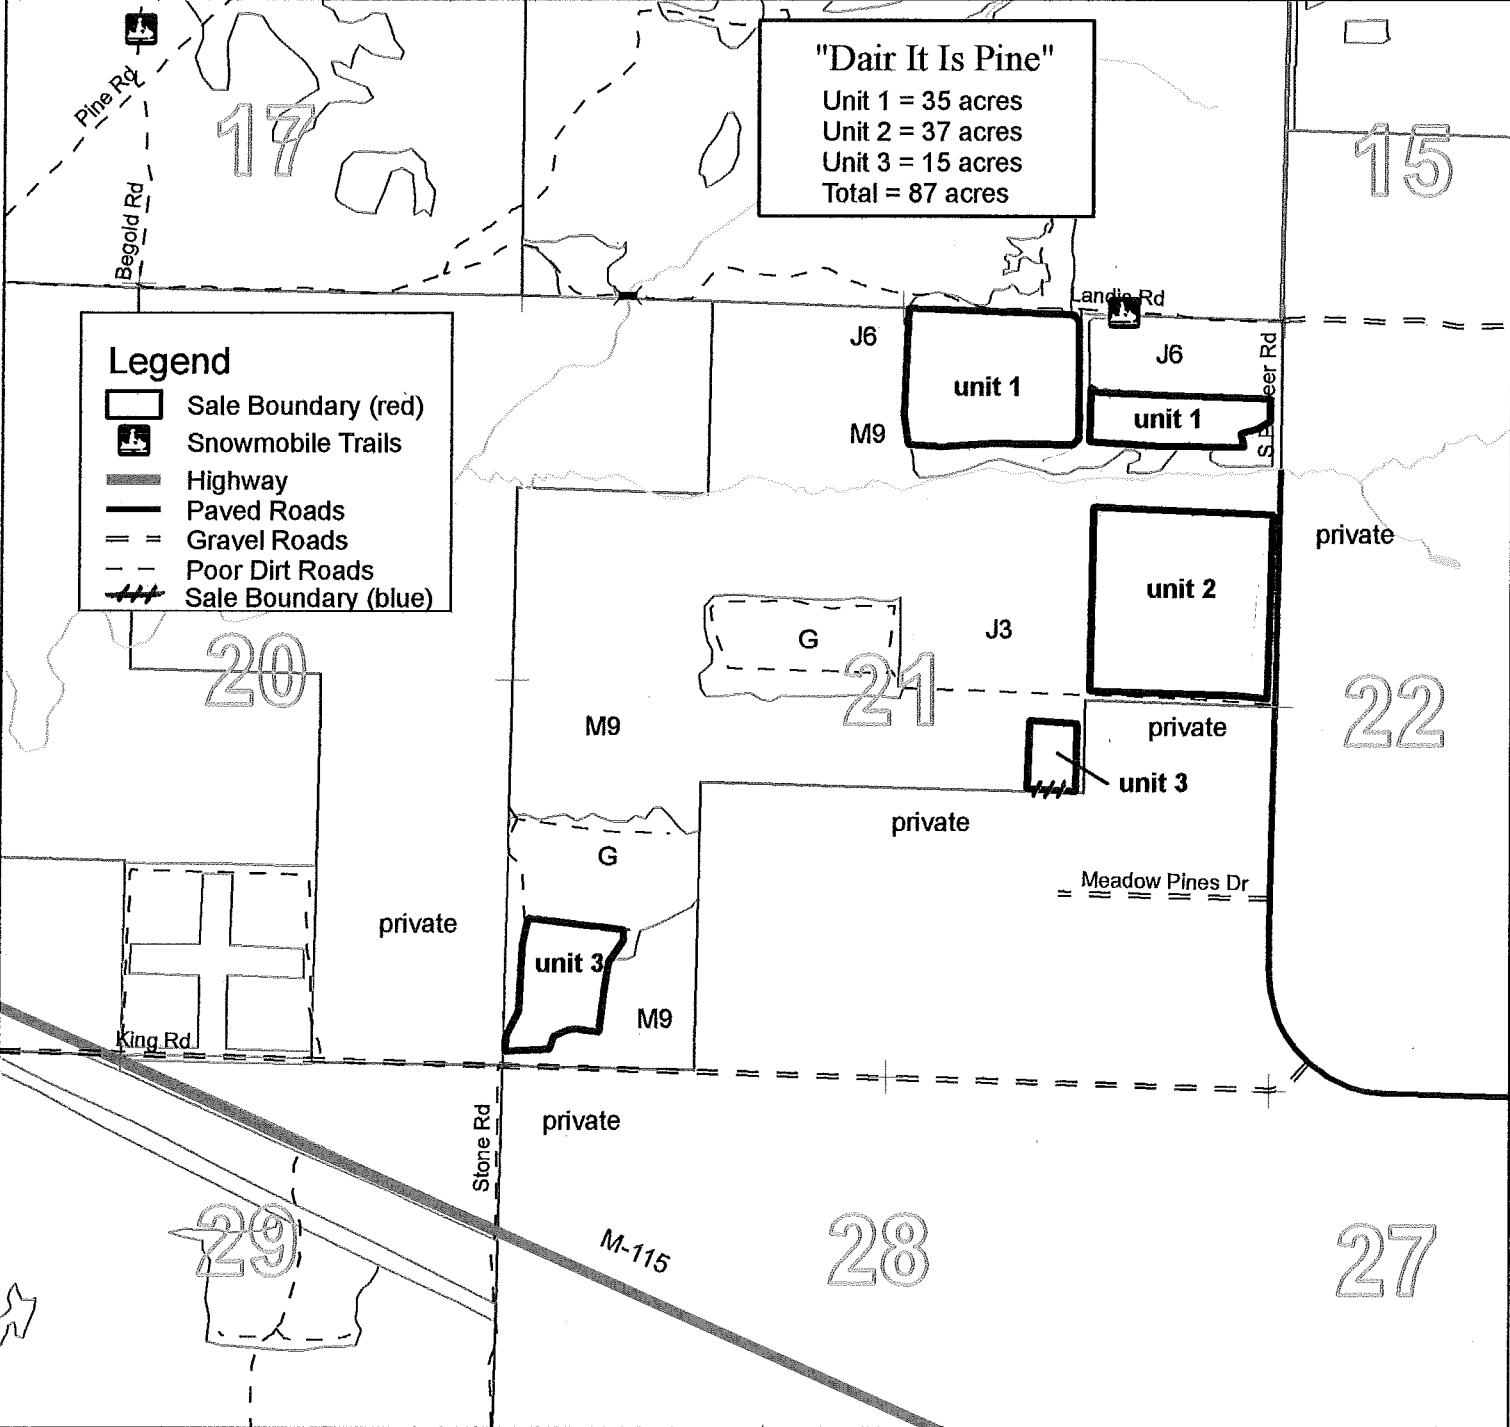 "Dair It Is Pine"
Unit 1 = 35 acres
Unit 2 = 37 acres
Unit 3 = 15 acres
Total = 87 acres
Pine Rd
17
15
Begold Rd
Landis Rd
J6
J6
unit 1
unit 1
M9
Legend
Sale Boundary (red)
Snowmobile Trails
Highway
Paved Roads
Gravel Roads
Poor Dirt Roads
Sale Boundary (blue)
private
unit 2
G
J3
20
21
22
M9
private
unit 3
private
G
Meadow Pines Dr
private
unit 3
M9
King Rd
Stone Rd
private
M-115
29
28
27